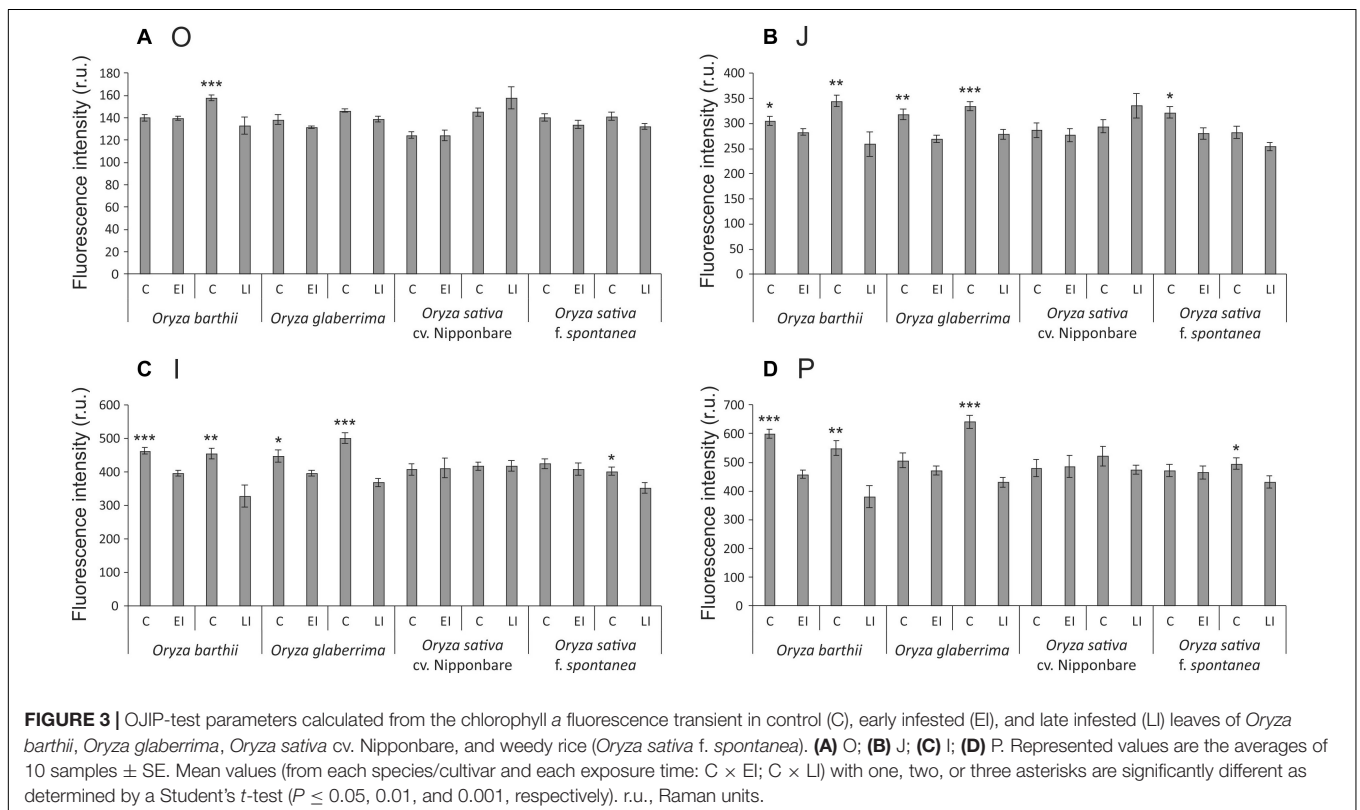 A O
Fluorescence intensity (r.u.)
180
160
140
120
100
80
60
40
20
0
***
C EI C LI C EI C LI C EI C LI C EI C LI
Oryza barthii Oryza glaberrima Oryza sativa Oryza sativa
cv. Nipponbare f. spontanea
B J
Fluorescence intensity (r.u.)
400
350
300
250
200
150
100
50
0
* ** ** *** *
C EI C LI C EI C LI C EI C LI C EI C LI
Oryza barthii Oryza glaberrima Oryza sativa Oryza sativa
cv. Nipponbare f. spontanea
C I
Fluorescence intensity (r.u.)
600
500
400
300
200
100
0
*** ** * *** *
C EI C LI C EI C LI C EI C LI C EI C LI
Oryza barthii Oryza glaberrima Oryza sativa Oryza sativa
cv. Nipponbare f. spontanea
D P
Fluorescence intensity (r.u.)
700
600
500
400
300
200
100
0
*** ** *** *
C EI C LI C EI C LI C EI C LI C EI C LI
Oryza barthii Oryza glaberrima Oryza sativa Oryza sativa
cv. Nipponbare f. spontanea
FIGURE 3 | OJIP-test parameters calculated from the chlorophyll a fluorescence transient in control (C), early infested (EI), and late infested (LI) leaves of Oryza
barthii, Oryza glaberrima, Oryza sativa cv. Nipponbare, and weedy rice (Oryza sativa f. spontanea). (A) O; (B) J; (C) I; (D) P. Represented values are the averages of
10 samples ± SE. Mean values (from each species/cultivar and each exposure time: C × EI; C × LI) with one, two, or three asterisks are significantly different as
determined by a Student's t-test (P ≤ 0.05, 0.01, and 0.001, respectively). r.u., Raman units.